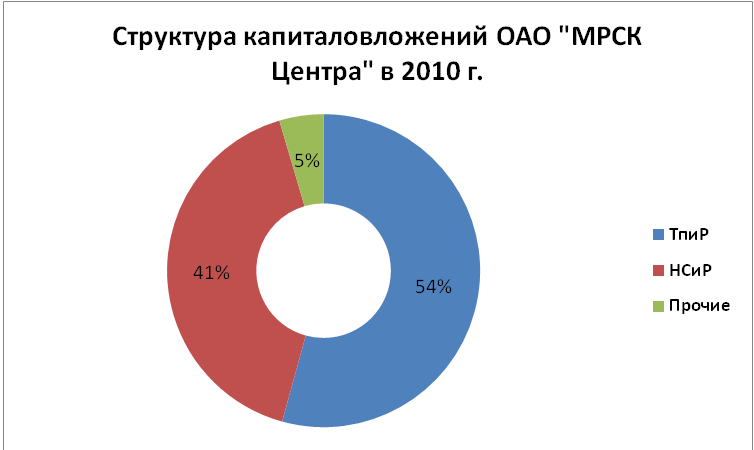 Структура капиталовложений ОАО "МРСК
Центра" в 2010 г.
5%
41%
54%
ТпиР
НСиР
Прочие